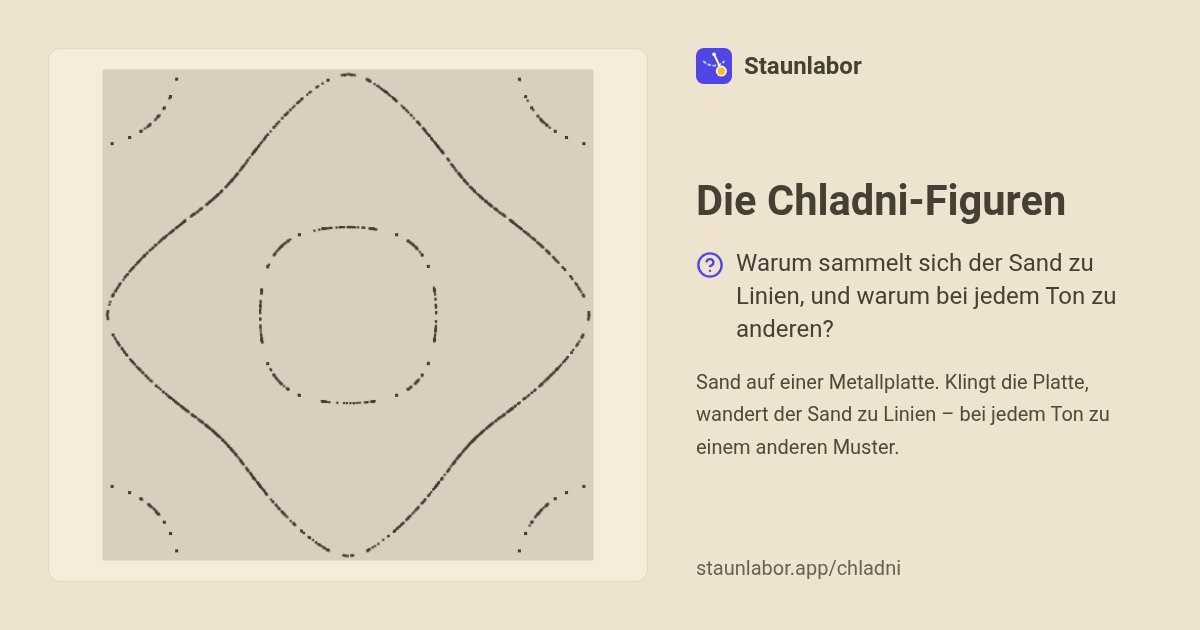 Staunlabor
Die Chladni-Figuren
Warum sammelt sich der Sand zu
Linien, und warum bei jedem Ton zu
anderen?
Sand auf einer Metallplatte. Klingt die Platte,
wandert der Sand zu Linien – bei jedem Ton zu
einem anderen Muster.
staunlabor.app/chladni